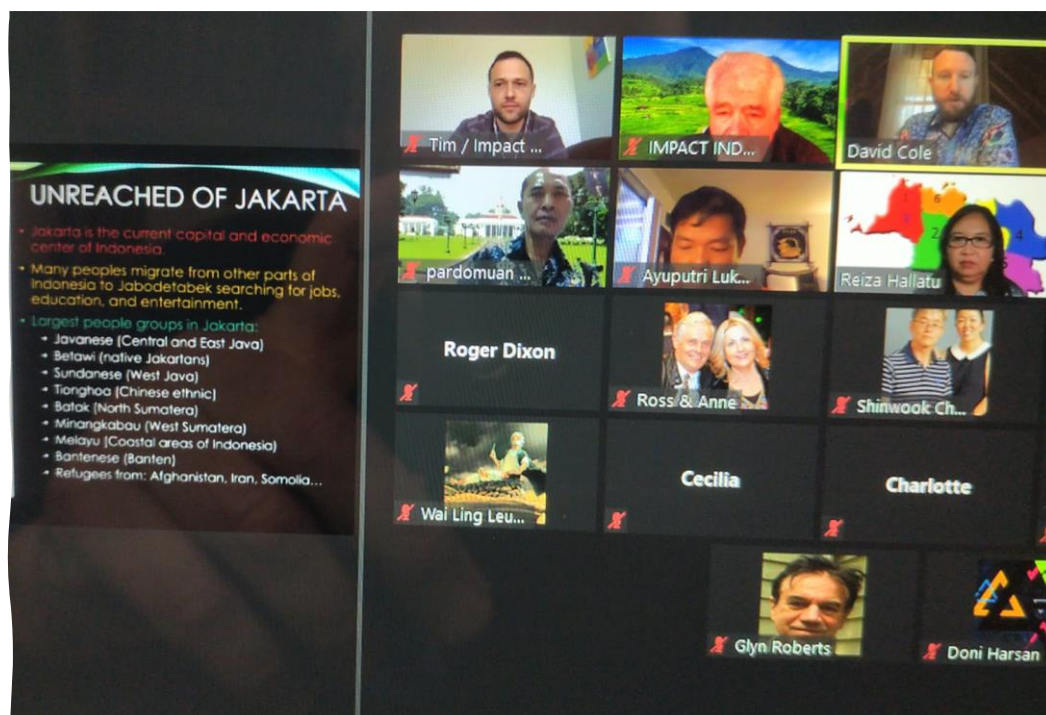 UNREACHED OF JAKARTA
• Jakarta is the current capital and economic
center of Indonesia.
• Many peoples migrate from other parts of
Indonesia to Jabodetabek searching for jobs,
education, and entertainment.
• Largest people groups in Jakarta:
Javanese (Central and East Java)
Betawi (native Jakartans)
Sundanese (West Java)
Tionghoa (Chinese ethnic)
Batak (North Sumatera)
Minangkabau (West Sumatera)
Melayu (Coastal areas of Indonesia)
Bantenese (Banten)
Refugees from: Afghanistan, Iran, Somolia...
Tim / Impact ...
IMPACT IND...
David Cole
pardomuan ...
Ayuputri Luk...
1
6
2
4
Reiza Hallatu
Roger Dixon
Ross & Anne
Shinwook Ch...
Wai Ling Leu...
Cecilia
Charlotte
Glyn Roberts
Doni Harsan